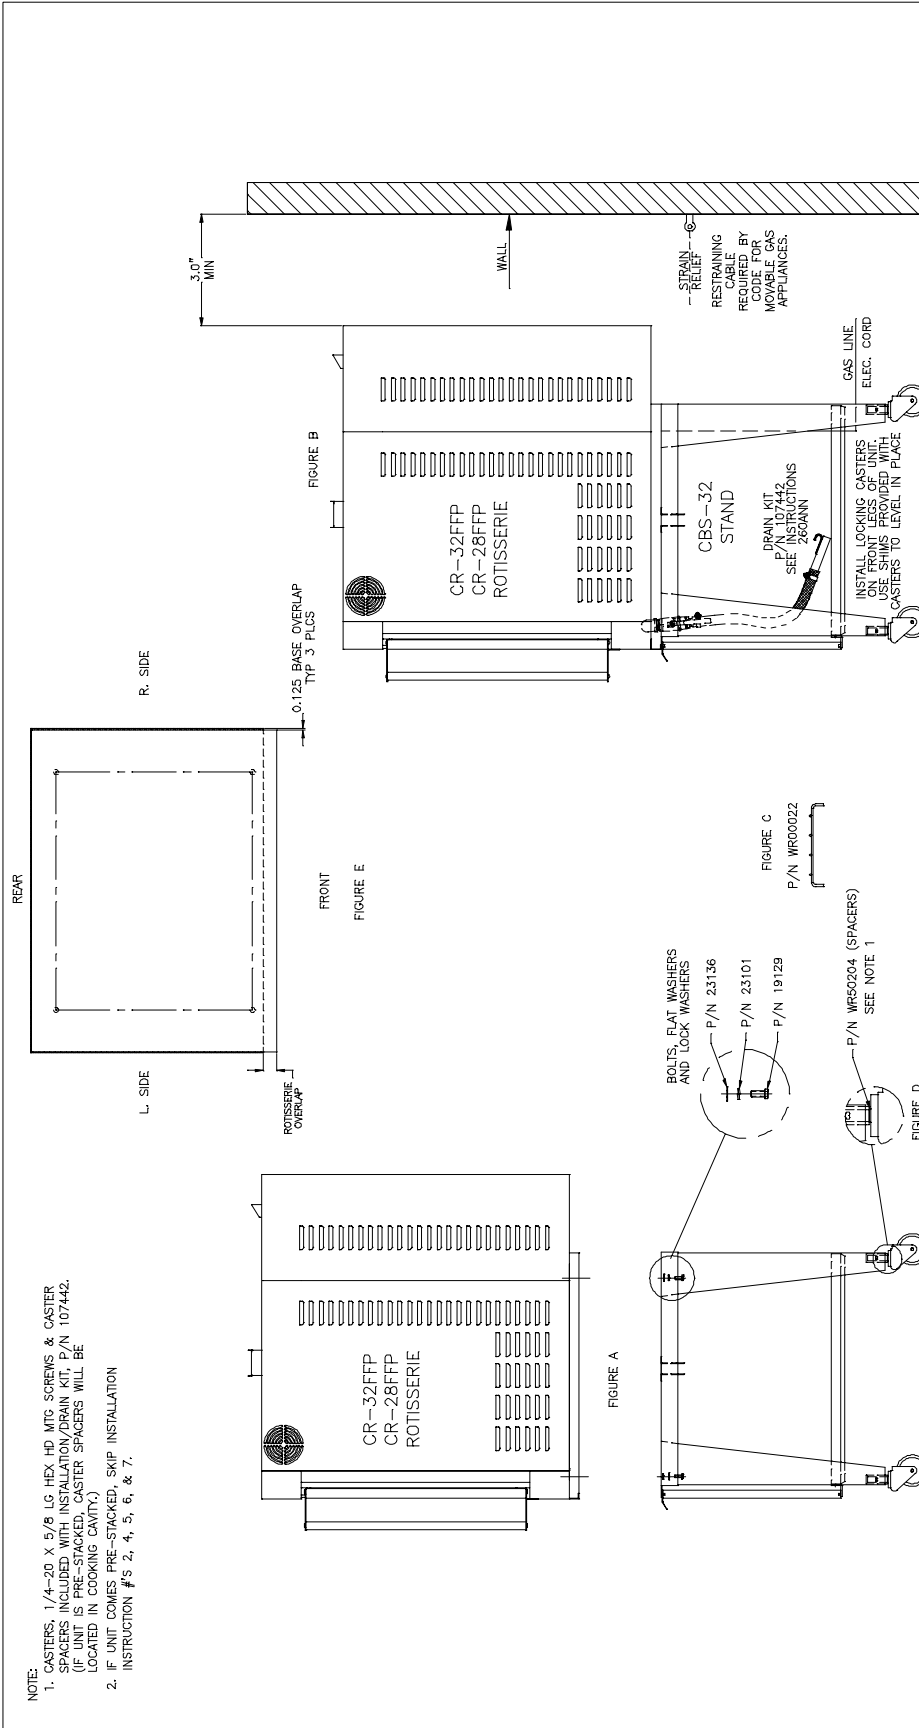 NOTE:
1. CASTERS, 1/4-20 X 5/8 LG HEX HD MTG SCREWS & CASTER
SPACERS INCLUDED WITH INSTALLATION/DRAIN KIT, P/N 107442.
(IF UNIT IS PRE-STACKED, CASTER SPACERS WILL BE
LOCATED IN COOKING CAVITY.)
2. IF UNIT COMES PRE-STACKED, SKIP INSTALLATION
INSTRUCTION #'S 2, 4, 5, 6, & 7.
CR-32FFP
CR-28FFP
ROTISSERIE
FIGURE A
BOLTS, FLAT WASHERS
AND LOCK WASHERS
P/N 23136
P/N 23101
P/N 19129
P/N WR50204 (SPACERS)
SEE NOTE 1
FIGURE D
REAR
L. SIDE
R. SIDE
ROTISSERIE
OVERLAP
0.125 BASE OVERLAP
TYP 3 PLCS
FRONT
FIGURE E
FIGURE C
P/N WR00022
FIGURE B
3.0"
MIN
WALL
CR-32FFP
CR-28FFP
ROTISSERIE
CBS-32
STAND
DRAIN KIT
P/N 107442
SEE INSTRUCTIONS
260ANN
STRAIN
RELIEF
RESTRAINING
CABLE
REQUIRED BY
CODE FOR
MOVABLE GAS
APPLIANCES.
GAS LINE
ELEC. CORD
INSTALL LOCKING CASTERS
ON FRONT LEGS OF UNIT.
USE SHIMS PROVIDED WITH
CASTERS TO LEVEL IN PLACE